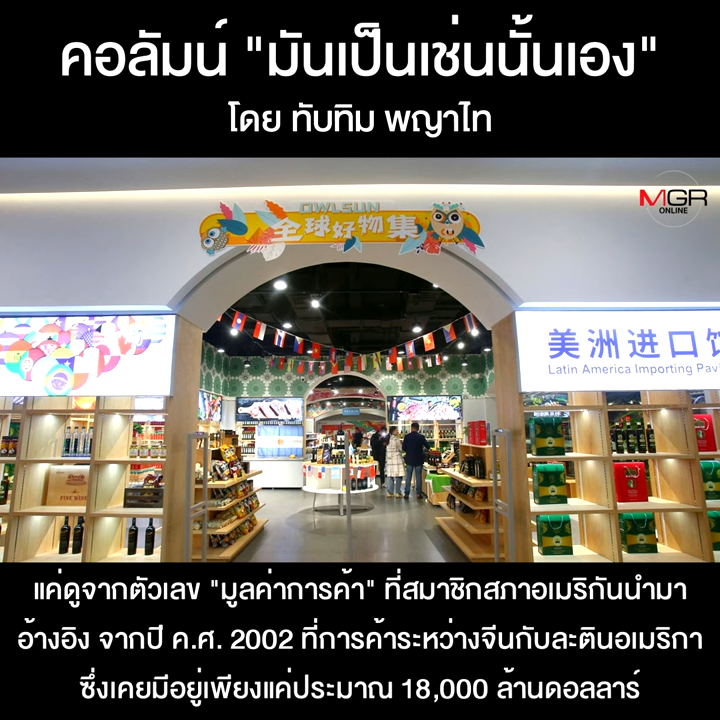 คอลัมน์ "มันเป็นเช่นนั้นเอง"
โดย ทับทิม พญาไท
MGR
ONLINE
OWLSUN
全球好物集
美洲进口馆
Latin America Importing Pav
FINE WINE
แค่ดูจากตัวเลข "มูลค่าการค้า" ที่สมาชิกสภาอเมริกันนำมา
อ้างอิง จากปี ค.ศ. 2002 ที่การค้าระหว่างจีนกับละตินอเมริกา
ซึ่งเคยมีอยู่เพียงแค่ประมาณ 18,000 ล้านดอลลาร์